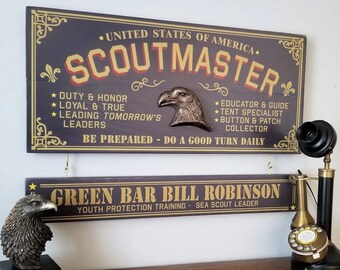 ★UNITED STATES OF AMERICA★
SCOUTMASTER
★ DUTY & HONOR
★ LOYAL & TRUE
★ LEADING TOMORROW'S
LEADERS
★ EDUCATOR & GUIDE
★ TENT SPECIALIST
★ BUTTON & PATCH
COLLECTOR
BE PREPARED - DO A GOOD TURN DAILY
GREEN BAR BILL ROBINSON
YOUTH PROTECTION TRAINING - SEA SCOUT LEADER